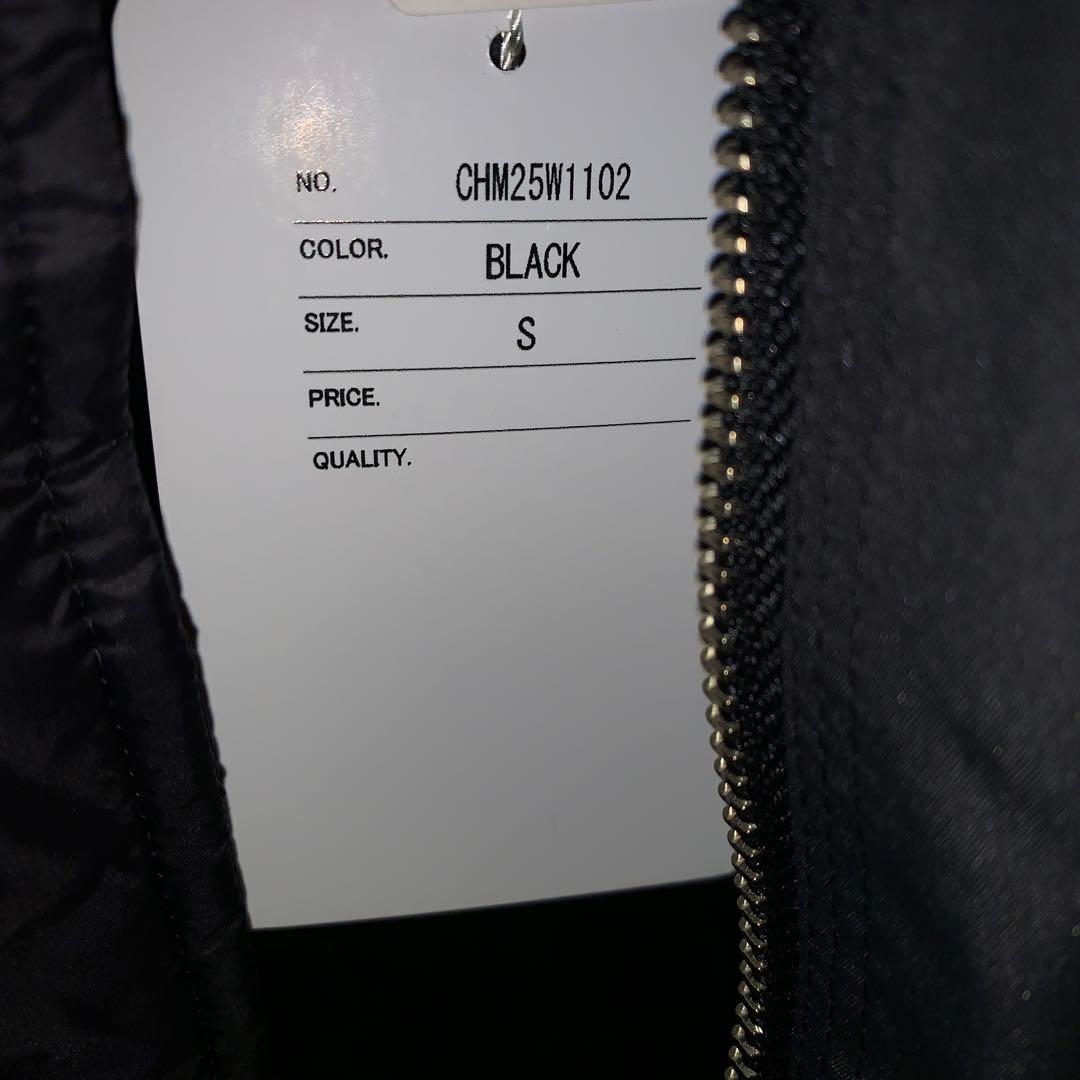 NO. CHM25W1102
COLOR. BLACK
SIZE. S
PRICE.
QUALITY.